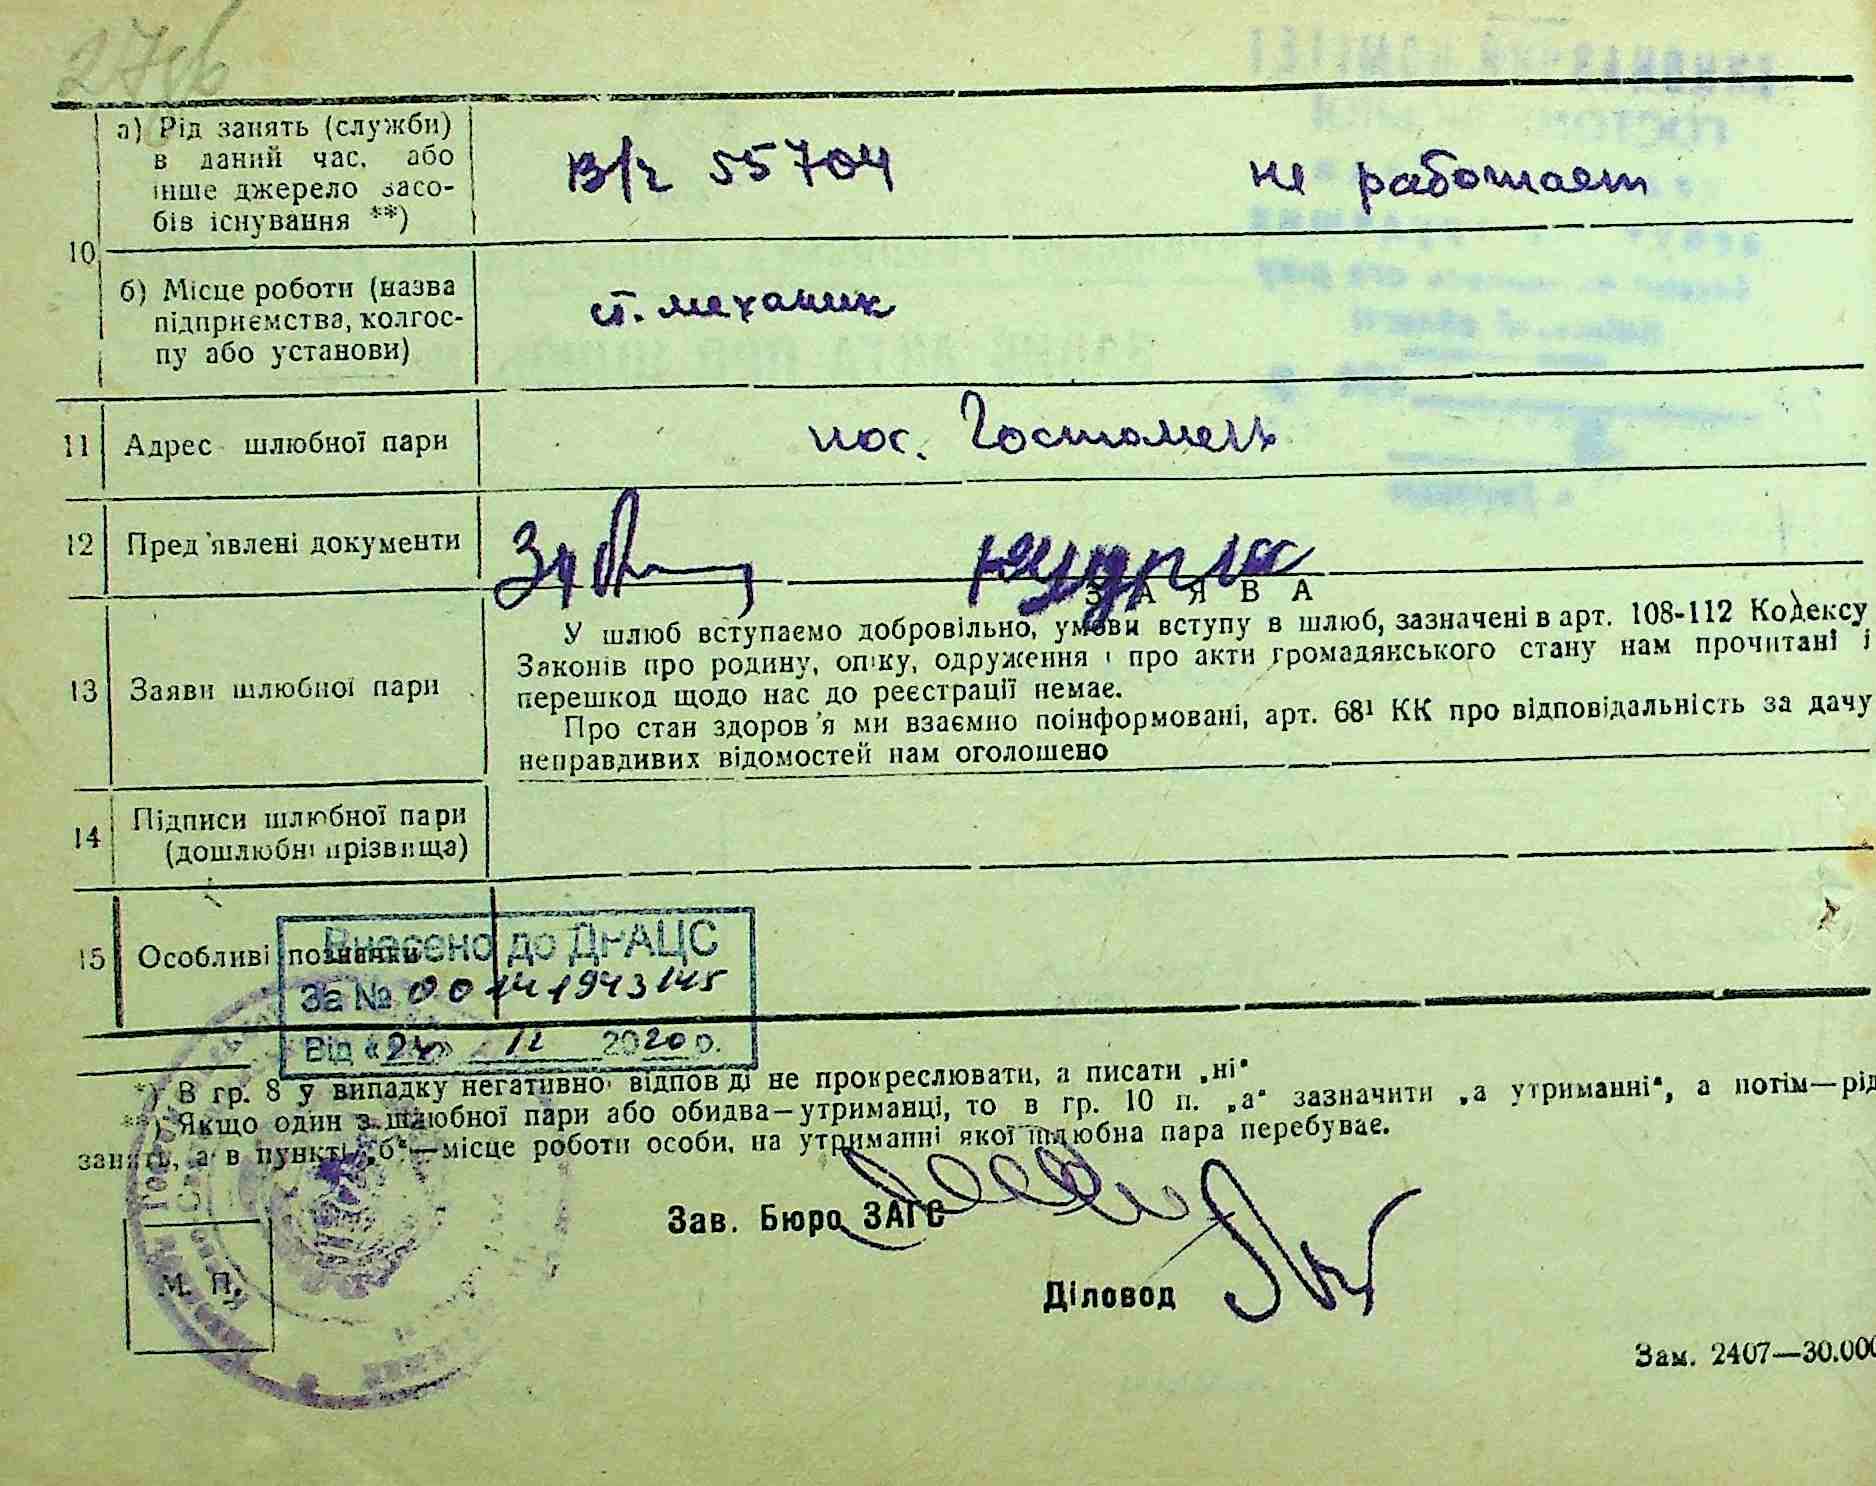 а) Рід занять (служби)
в даний час, або
інше джерело засо-
бів існування **)
В/ч 55704
не работает
10
б) Місце роботи (назва
підприємства, колгос-
пу або установи)
ст. механик
11
Адрес шлюбної пари
пос. Гостомель
12
Пред'явлені документи
13
Заяви шлюбної пари
ЗАЯВА
У шлюб вступаємо добровільно, умови вступу в шлюб, зазначені в арт. 108-112 Кодексу
Законів про родину, опіку, одруження і про акти громадянського стану нам прочитані і
перешкод щодо нас до реєстрації немає.
Про стан здоров'я ми взаємно поінформовані, арт. 68¹ КК про відповідальність за дачу
неправдивих відомостей нам оголошено
14
Підписи шлюбної пари
(дошлюбні прізвища)
15
Особливі позначки
Внесено до ДРАЦС
За № 00141943145
Від «24» 12 2020 р.
*) В гр. 8 у випадку негативної відповіді не прокреслювати, а писати „ні“
**) Якщо один з шлюбної пари або обидва—утриманці, то в гр. 10 п. „а“ зазначити „а утриманні“, а потім—рід
занять, а в пункті „б“—місце роботи особи, на утриманні якої шлюбна пара перебуває.
Зав. Бюро ЗАГС
Діловод
М. П.
Зам. 2407—30.000